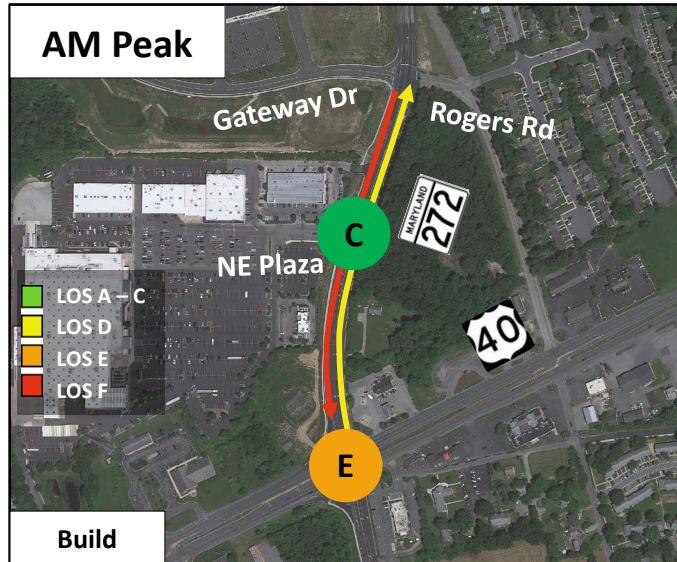 AM Peak
Gateway Dr
Rogers Rd
MARYLAND
272
C
NE Plaza
LOS A – C
LOS D
LOS E
LOS F
40
E
Build